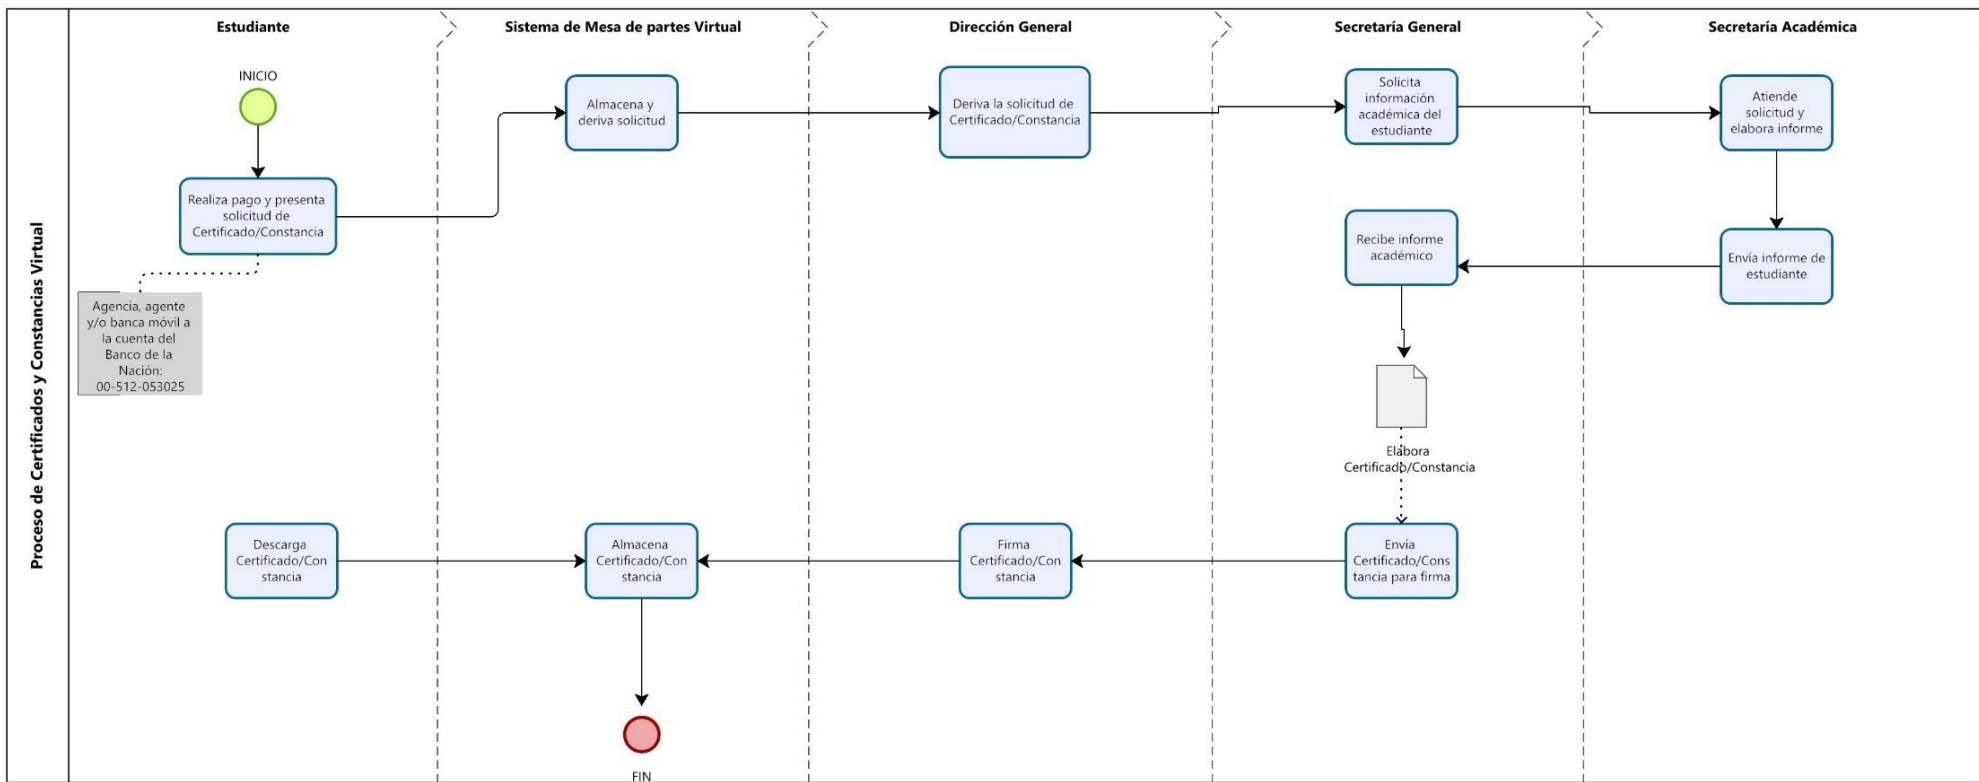 Proceso de Certificados y Constancias Virtual
Estudiante
Sistema de Mesa de partes Virtual
Dirección General
Secretaría General
Secretaría Académica
INICIO
Realiza pago y presenta
solicitud de
Certificado/Constancia
Agencia, agente
y/o banca móvil a
la cuenta del
Banco de la
Nación:
00-512-053025
Almacena y
deriva solicitud
Deriva la solicitud de
Certificado/Constancia
Solicita
información
académica del
estudiante
Atiende
solicitud y
elabora informe
Envía informe de
estudiante
Recibe informe
académico
Elabora
Certificado/Constancia
Envía
Certificado/Cons
tancia para firma
Firma
Certificado/Con
stancia
Almacena
Certificado/Con
stancia
Descarga
Certificado/Con
stancia
FIN